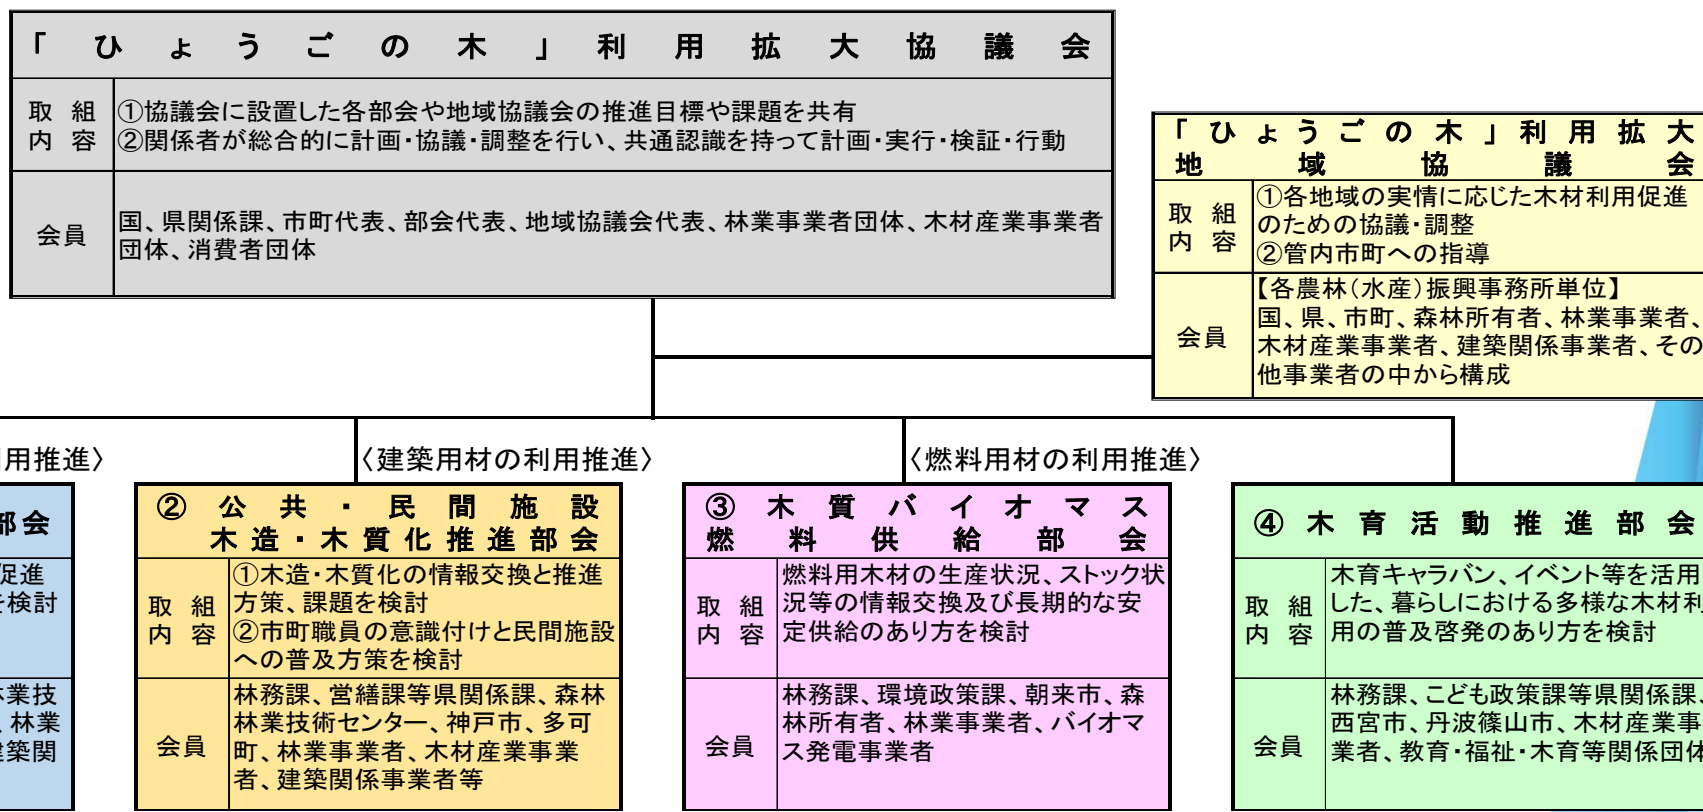 「ひょうごの木」利用拡大協議会
取組
内容
①協議会に設置した各部会や地域協議会の推進目標や課題を共有
②関係者が総合的に計画・協議・調整を行い、共通認識を持って計画・実行・検証・行動
会員
国、県関係課、市町代表、部会代表、地域協議会代表、林業事業者団体、木材産業事業者
団体、消費者団体
「ひょうごの木」利用拡大
地域協議会
取組
内容
①各地域の実情に応じた木材利用促進
のための協議・調整
②管内市町への指導
会員
【各農林（水産）振興事務所単位】
国、県、市町、森林所有者、林業事業者、
木材産業事業者、建築関係事業者、その
他事業者の中から構成
用推進〉
〈建築用材の利用推進〉
〈燃料用材の利用推進〉
部会
促進
を検討
林業技
、林業
建築関
②公共・民間施設
木造・木質化推進部会
取組
内容
①木造・木質化の情報交換と推進
方策、課題を検討
②市町職員の意識付けと民間施設
への普及方策を検討
会員
林務課、営繕課等県関係課、森林
林業技術センター、神戸市、多可
町、林業事業者、木材産業事業
者、建築関係事業者等
③木質バイオマス
燃料供給部会
取組
内容
燃料用木材の生産状況、ストック状
況等の情報交換及び長期的な安
定供給のあり方を検討
会員
林務課、環境政策課、朝来市、森
林所有者、林業事業者、バイオマ
ス発電事業者
④木育活動推進部会
取組
内容
木育キャラバン、イベント等を活用
した、暮らしにおける多様な木材利
用の普及啓発のあり方を検討
会員
林務課、こども政策課等県関係課、
西宮市、丹波篠山市、木材産業事
業者、教育・福祉・木育等関係団体